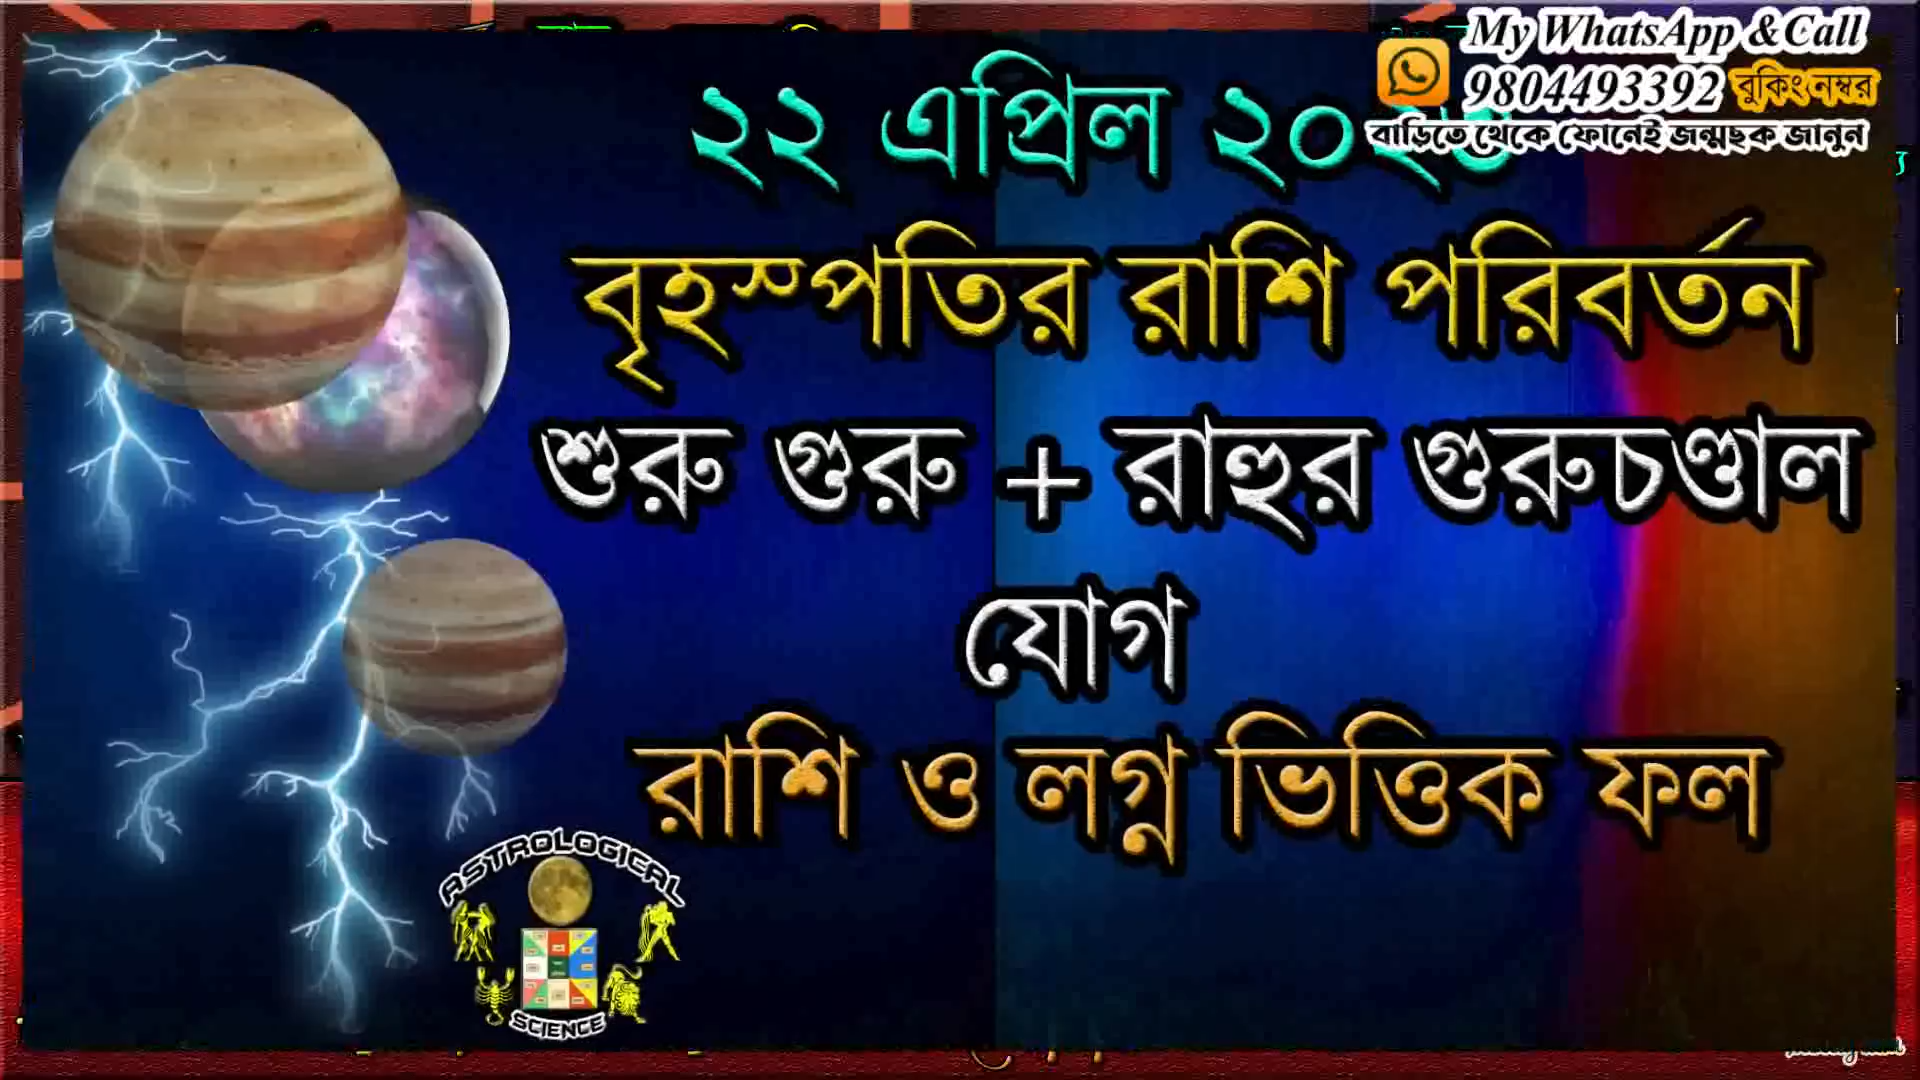 My WhatsApp &Call
9804493392 বুকিং নম্বর
বাড়িতে থেকে ফোনেই জন্মছক জানুন
২২ এপ্রিল
বৃহস্পতির রাশি পরিবর্তন
শুরু গুরু + রাহুর গুরুচণ্ডাল
যোগ
রাশি ও লগ্ন ভিত্তিক ফল
ASTROLOGICAL
SCIENCE